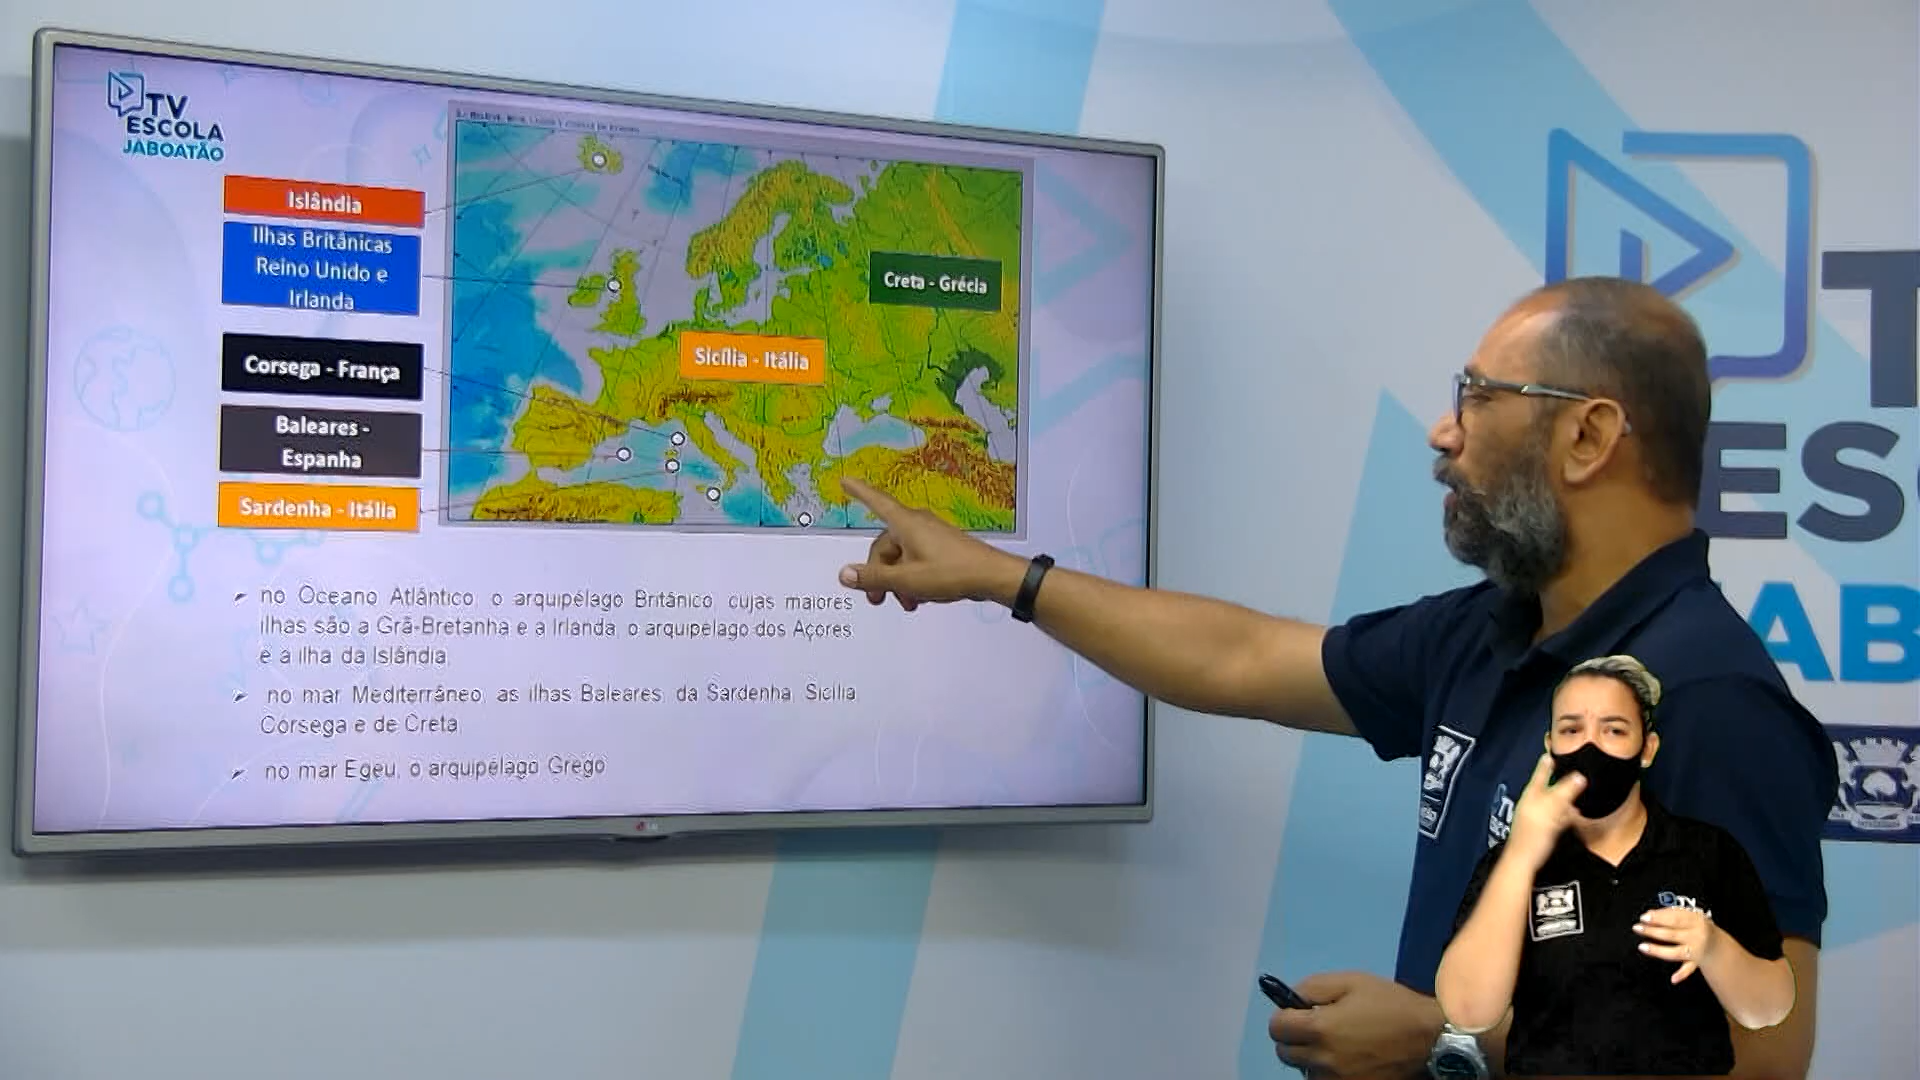 TV
ESCOLA
JABOATÃO
Islândia
Ilhas Britânicas
Reino Unido e
Irlanda
Corsega - França
Baleares -
Espanha
Sardenha - Itália
Creta - Grécia
Sicília - Itália
no Oceano Atlântico, o arquipélago Britânico, cujas maiores
ilhas são a Grã-Bretanha e a Irlanda, o arquipélago dos Açores
e a ilha da Islândia,
no mar Mediterrâneo, as ilhas Baleares, da Sardenha, Sicília
Córsega e de Creta
no mar Egeu, o arquipélago Grego
LG
T
ES
AB
TV